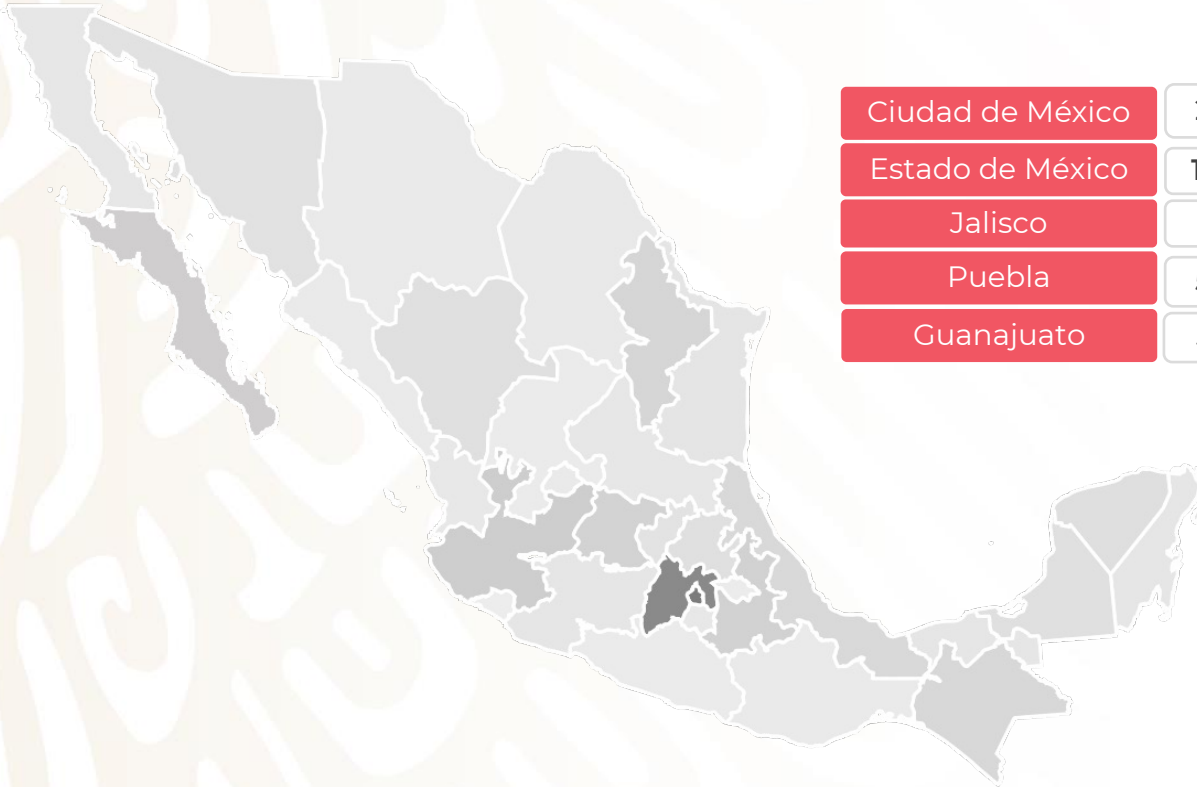 Ciudad de México
Estado de México
Jalisco
Puebla
Guanajuato